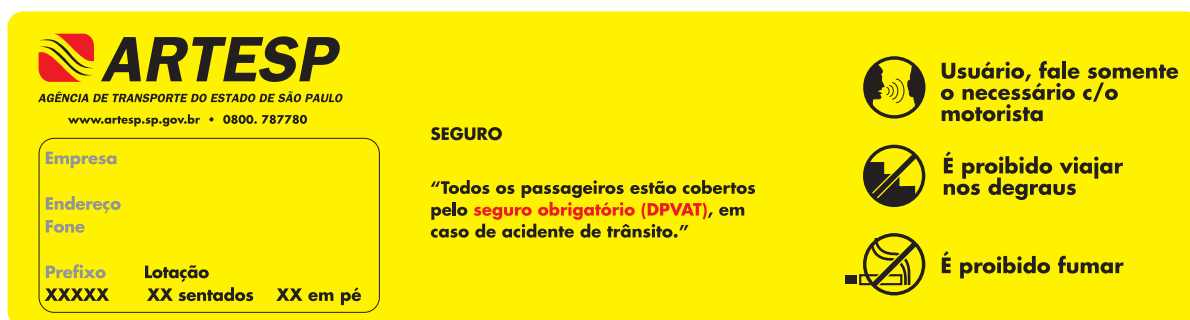 ARTESP
AGÊNCIA DE TRANSPORTE DO ESTADO DE SÃO PAULO
www.artesp.sp.gov.br • 0800. 787780
Empresa
Endereço
Fone
Prefixo Lotação
XXXXX XX sentados XX em pé
SEGURO
“Todos os passageiros estão cobertos
pelo seguro obrigatório (DPVAT), em
caso de acidente de trânsito.”
Usuário, fale somente
o necessário c/o
motorista
É proibido viajar
nos degraus
É proibido fumar